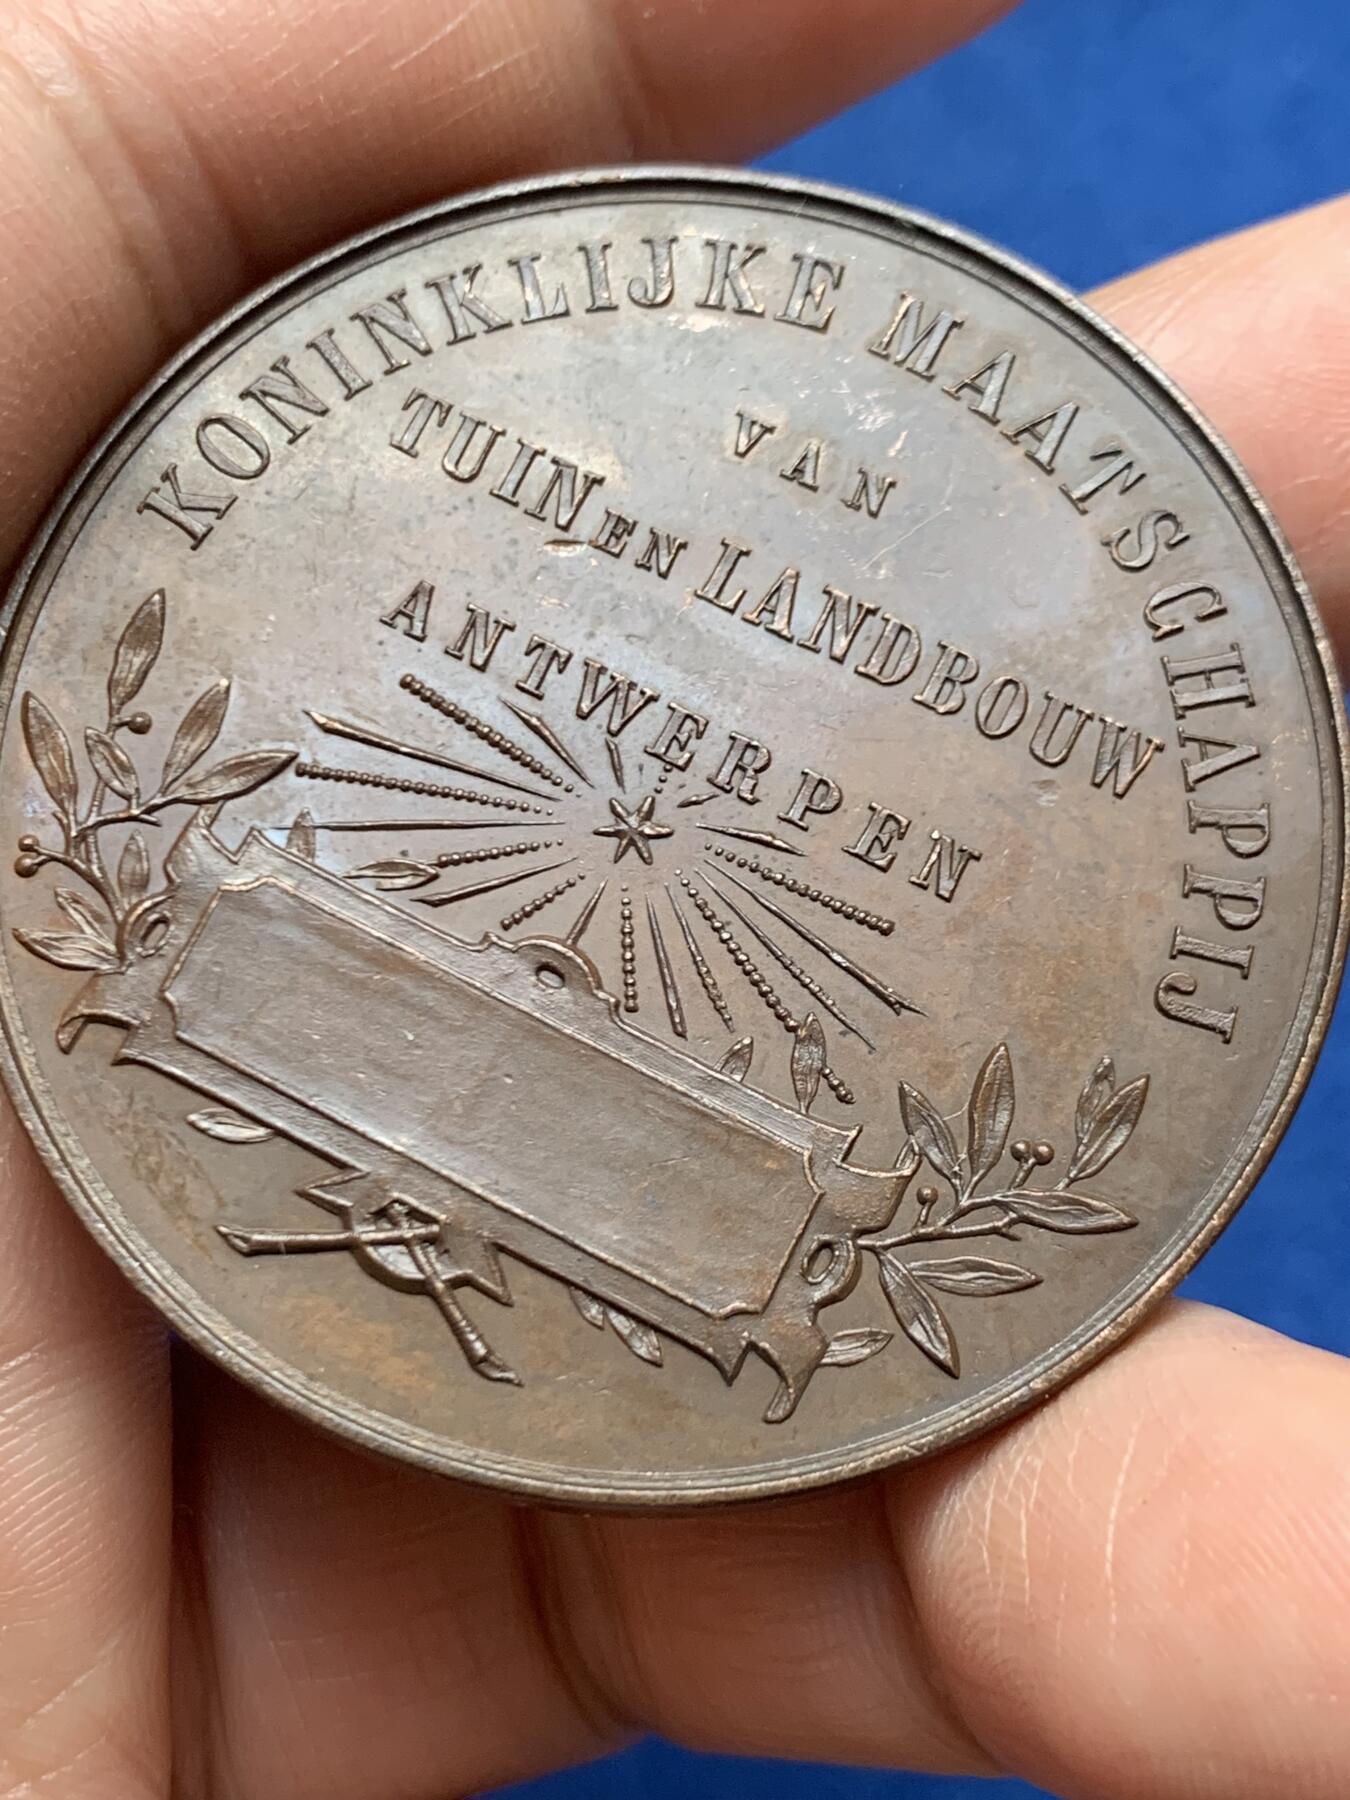 KONINKLIJKE MAATSCHAPPIJ
VAN
TUIN EN LANDBOUW
ANTWERPEN